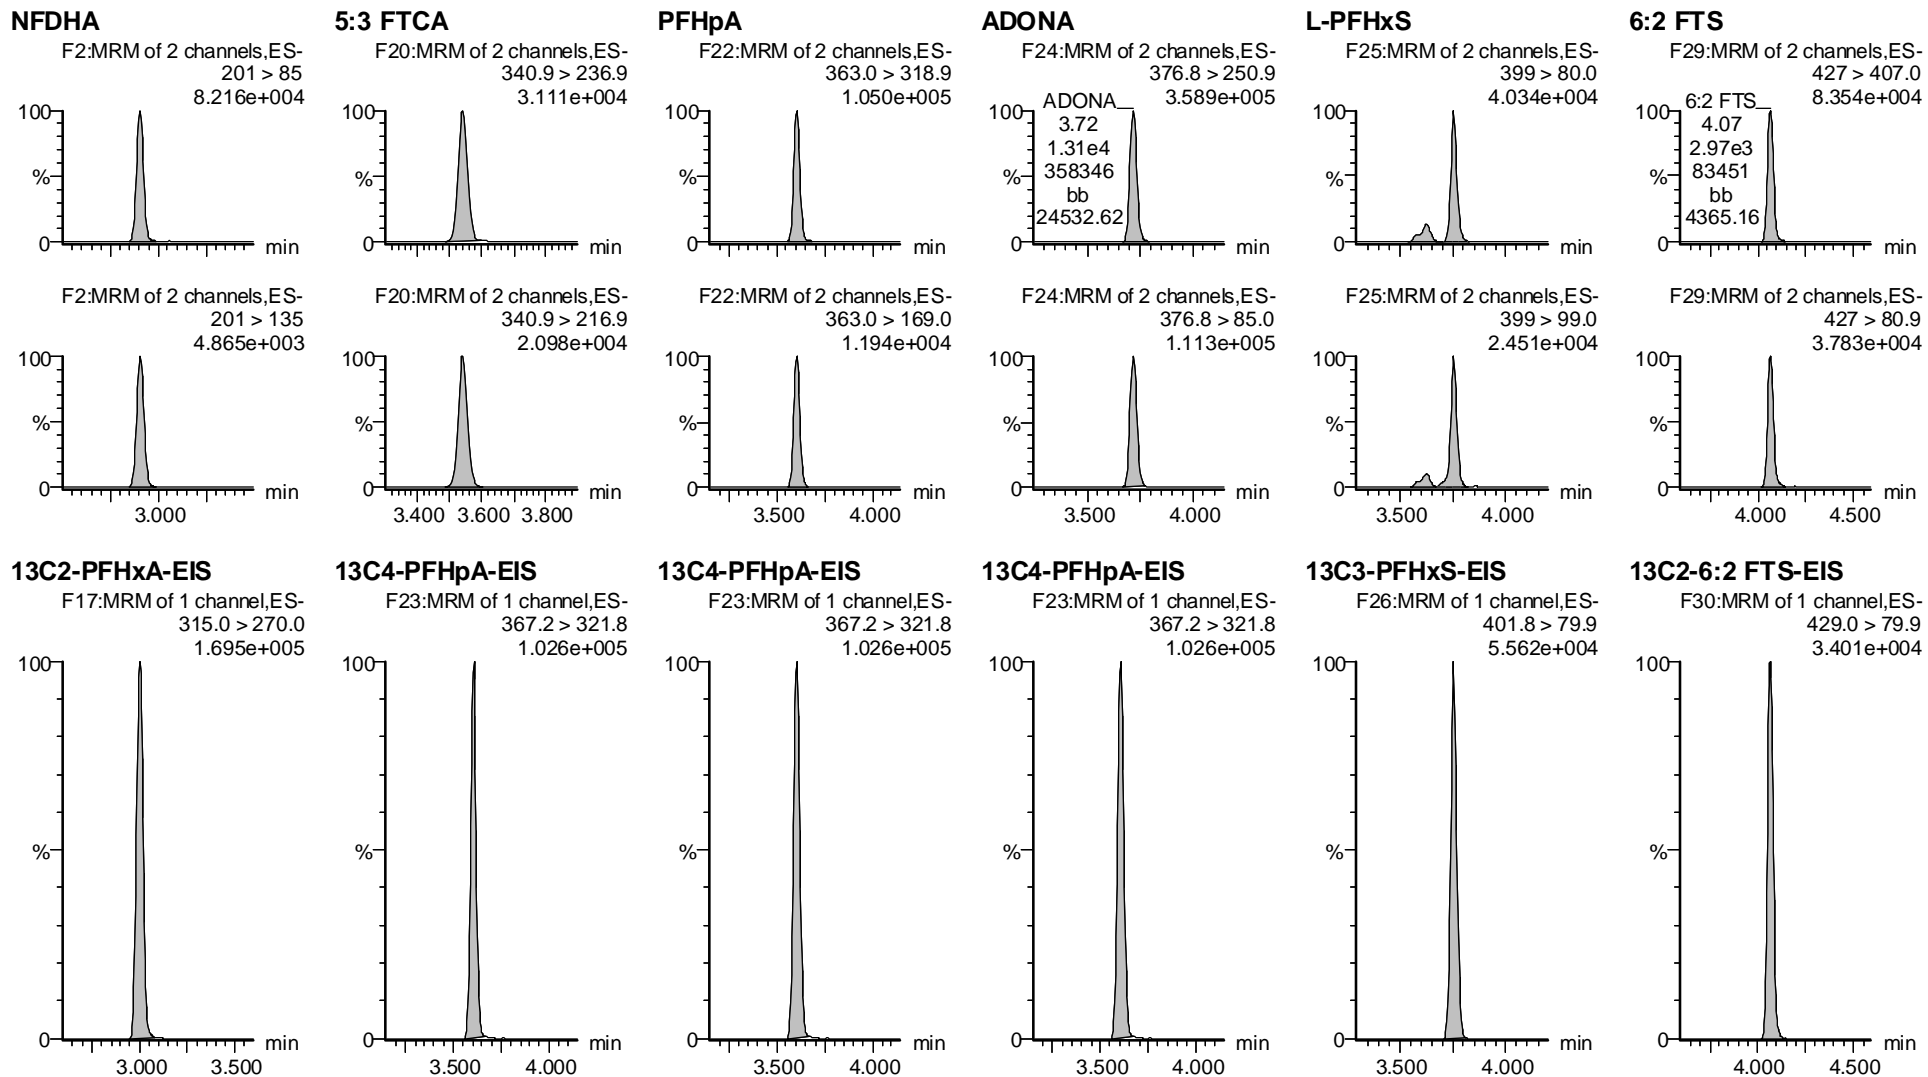 NFDHA
F2:MRM of 2 channels,ES-
201 > 85
8.216e+004
100
%
0
min
F2:MRM of 2 channels,ES-
201 > 135
4.865e+003
100
%
0
min
3.000
13C2-PFHxA-EIS
F17:MRM of 1 channel,ES-
315.0 > 270.0
1.695e+005
100
%
0
min
3.000 3.500
5:3 FTCA
F20:MRM of 2 channels,ES-
340.9 > 236.9
3.111e+004
100
%
0
min
F20:MRM of 2 channels,ES-
340.9 > 216.9
2.098e+004
100
%
0
min
3.400 3.600 3.800
13C4-PFHpA-EIS
F23:MRM of 1 channel,ES-
367.2 > 321.8
1.026e+005
100
%
0
min
3.500 4.000
PFHpA
F22:MRM of 2 channels,ES-
363.0 > 318.9
1.050e+005
100
%
0
min
F22:MRM of 2 channels,ES-
363.0 > 169.0
1.194e+004
100
%
0
min
3.500 4.000
13C4-PFHpA-EIS
F23:MRM of 1 channel,ES-
367.2 > 321.8
1.026e+005
100
%
0
min
3.500 4.000
ADONA
F24:MRM of 2 channels,ES-
376.8 > 250.9
3.589e+005
100
%
0
ADONA
3.72
1.31e4
358346
bb
24532.62
min
F24:MRM of 2 channels,ES-
376.8 > 85.0
1.113e+005
100
%
0
min
3.500 4.000
13C4-PFHpA-EIS
F23:MRM of 1 channel,ES-
367.2 > 321.8
1.026e+005
100
%
0
min
3.500 4.000
L-PFHxS
F25:MRM of 2 channels,ES-
399 > 80.0
4.034e+004
100
%
0
min
F25:MRM of 2 channels,ES-
399 > 99.0
2.451e+004
100
%
0
min
3.500 4.000
13C3-PFHxS-EIS
F26:MRM of 1 channel,ES-
401.8 > 79.9
5.562e+004
100
%
0
min
3.500 4.000
6:2 FTS
F29:MRM of 2 channels,ES-
427 > 407.0
8.354e+004
100
%
0
6:2 FTS
4.07
2.97e3
83451
bb
4365.16
min
F29:MRM of 2 channels,ES-
427 > 80.9
3.783e+004
100
%
0
min
4.000 4.500
13C2-6:2 FTS-EIS
F30:MRM of 1 channel,ES-
429.0 > 79.9
3.401e+004
100
%
0
min
4.000 4.500